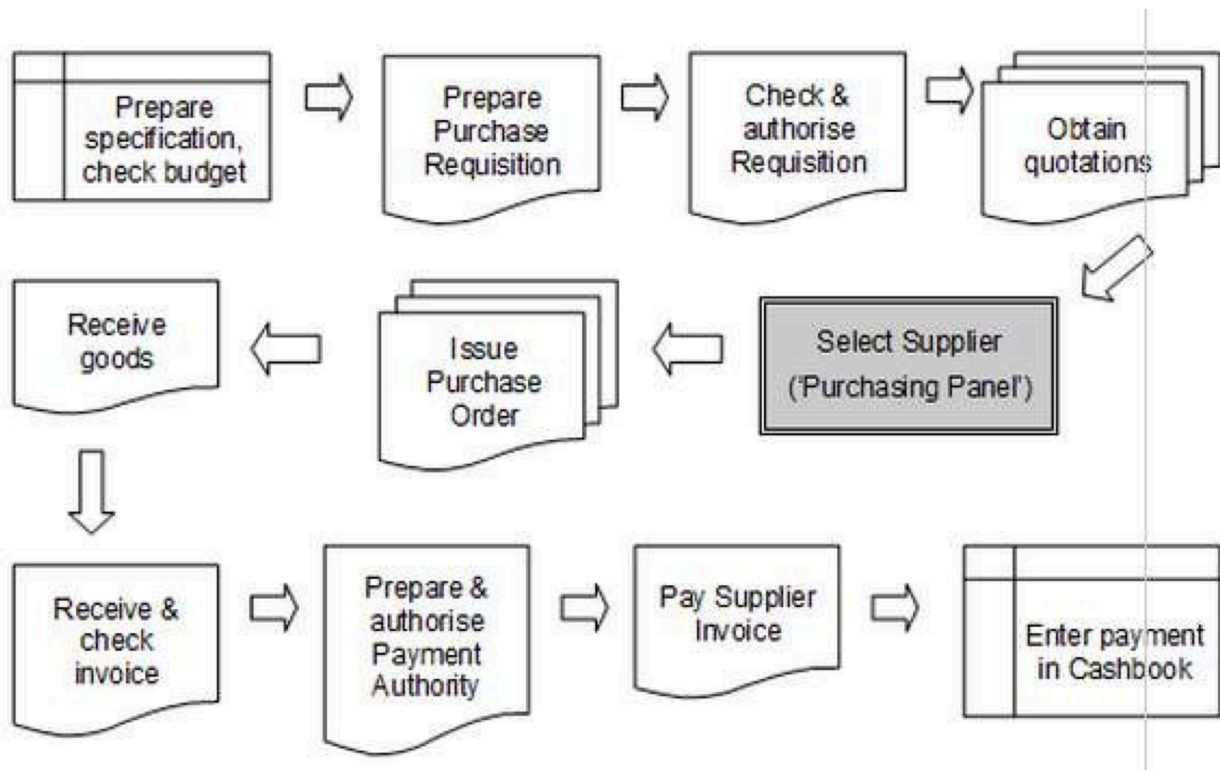 Prepare
specification,
check budget
Prepare
Purchase
Requisition
Check &
authorise
Requisition
Obtain
quotations
Select Supplier
(‘Purchasing Panel’)
Issue
Purchase
Order
Receive
goods
Receive &
check
invoice
Prepare &
authorise
Payment
Authority
Pay Supplier
Invoice
Enter payment
in Cashbook